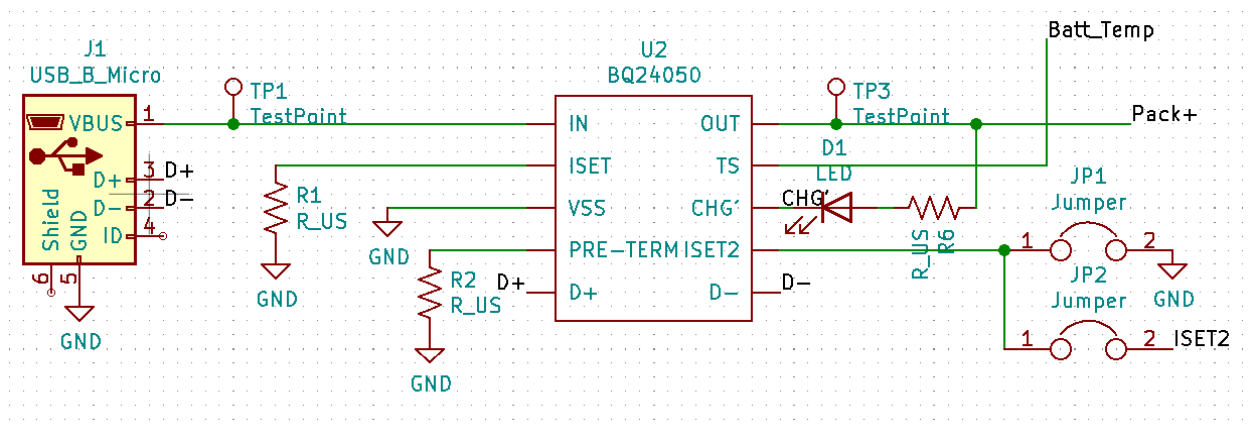 J1
USB_B_Micro
VBUS
1
D+
3
D+
D-
2
D-
ID
4
Shield
GND
6
5
GND
TP1
TestPoint
R1
R_US
GND
GND
R2
R_US
GND
D+
U2
BQ24050
IN
OUT
ISET
TS
VSS
CHG'
PRE-TERM
ISET2
D+
D-
D-
TP3
TestPoint
D1
LED
CHG'
R_US
R6
Batt_Temp
Pack+
JP1
Jumper
1
2
GND
JP2
Jumper
1
2
ISET2